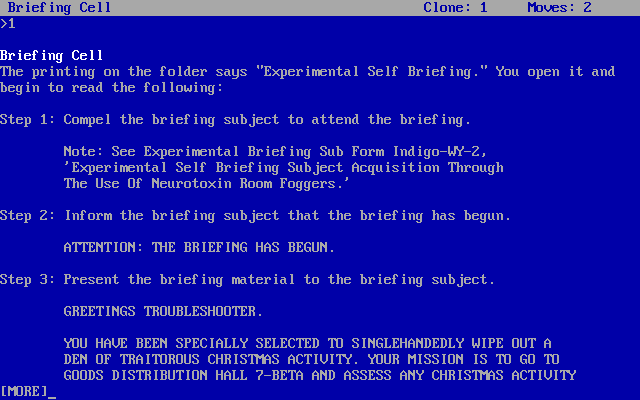 Briefing Cell Clone: 1 Moves: 2
>1
Briefing Cell
The printing on the folder says "Experimental Self Briefing." You open it and
begin to read the following:
Step 1: Compel the briefing subject to attend the briefing.
Note: See Experimental Briefing Sub Form Indigo-WY-2,
'Experimental Self Briefing Subject Acquisition Through
The Use Of Neurotoxin Room Foggers.'
Step 2: Inform the briefing subject that the briefing has begun.
ATTENTION: THE BRIEFING HAS BEGUN.
Step 3: Present the briefing material to the briefing subject.
GREETINGS TROUBLESHOOTER.
YOU HAVE BEEN SPECIALLY SELECTED TO SINGLEHANDEDLY WIPE OUT A
DEN OF TRAITOROUS CHRISTMAS ACTIVITY. YOUR MISSION IS TO GO TO
GOODS DISTRIBUTION HALL 7-BETA AND ASSESS ANY CHRISTMAS ACTIVITY
[MORE]_